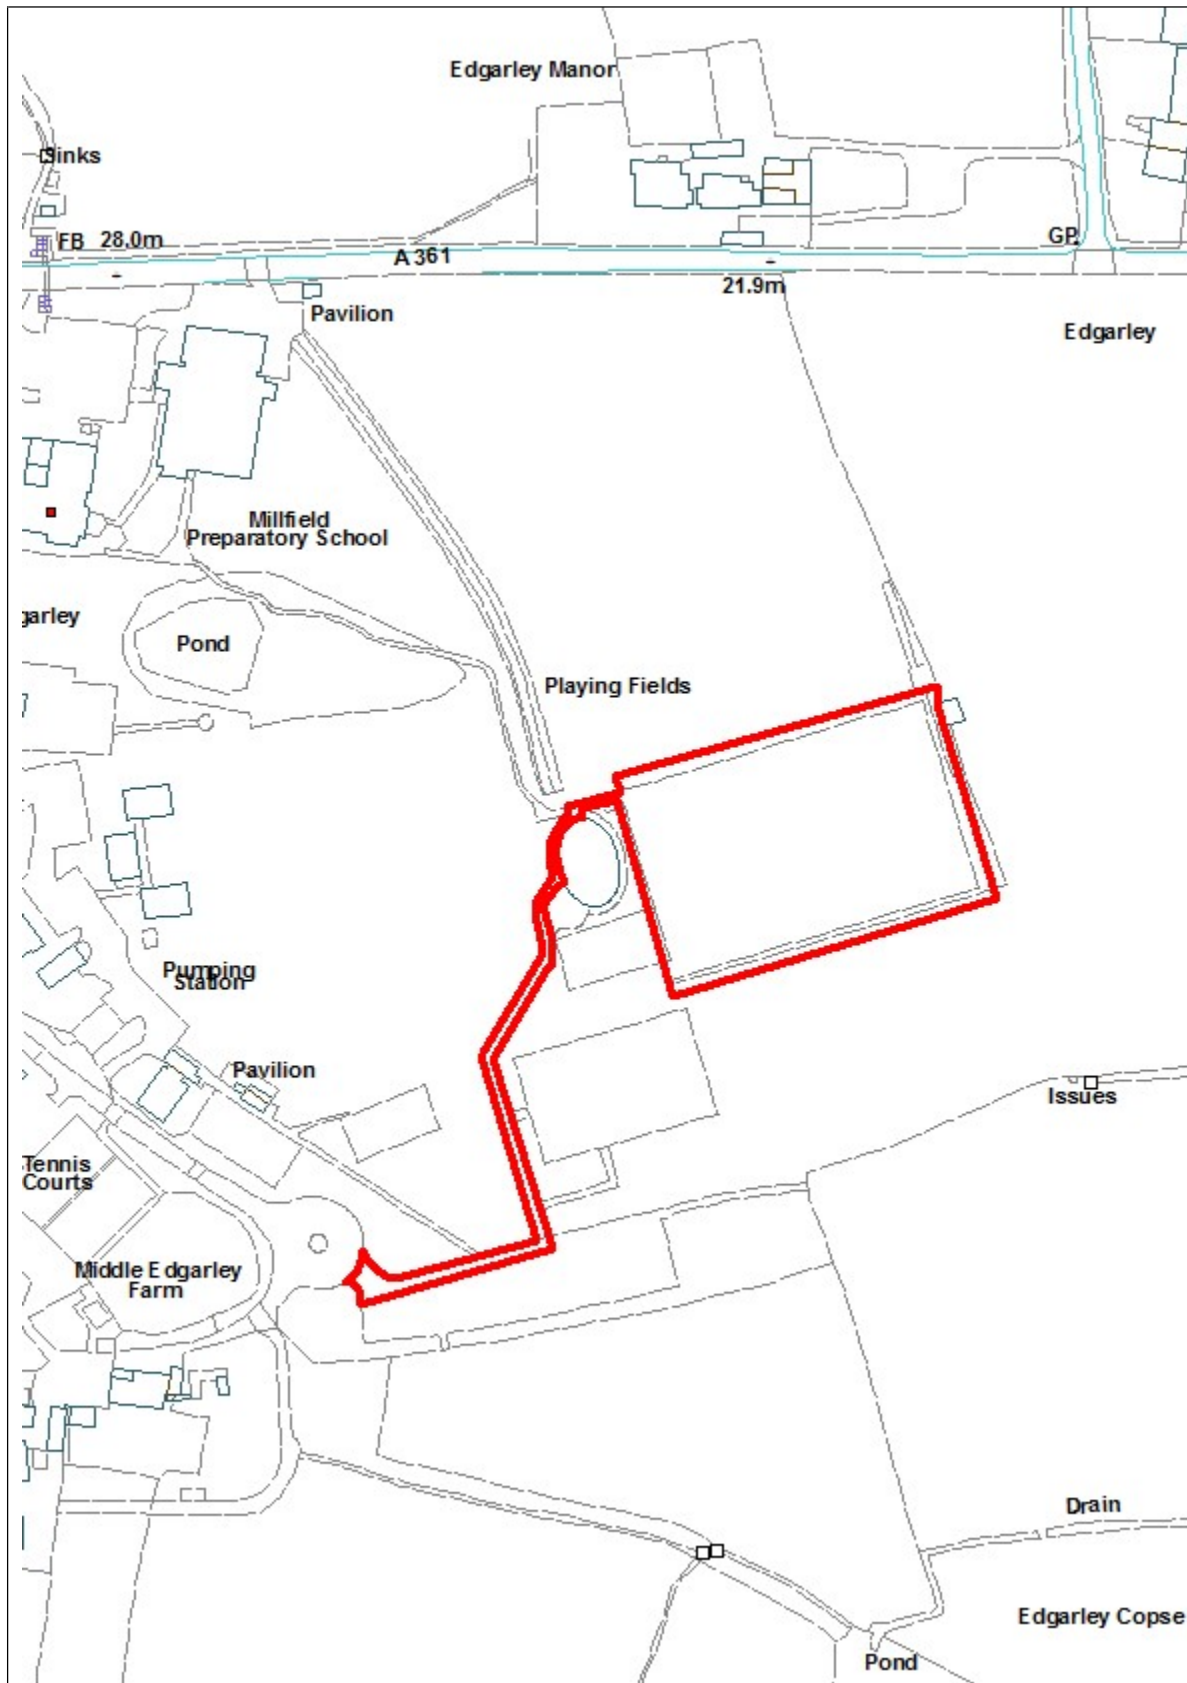 Edgarley Manor
Sinks
FB 28.0m
A 361
GP
21.9m
Pavilion
Edgarley
Millfield
Preparatory School
garley
Pond
Playing Fields
Pumping
Station
Pavilion
Issues
Tennis
Courts
Middle Edgarley
Farm
Drain
Edgarley Copse
Pond